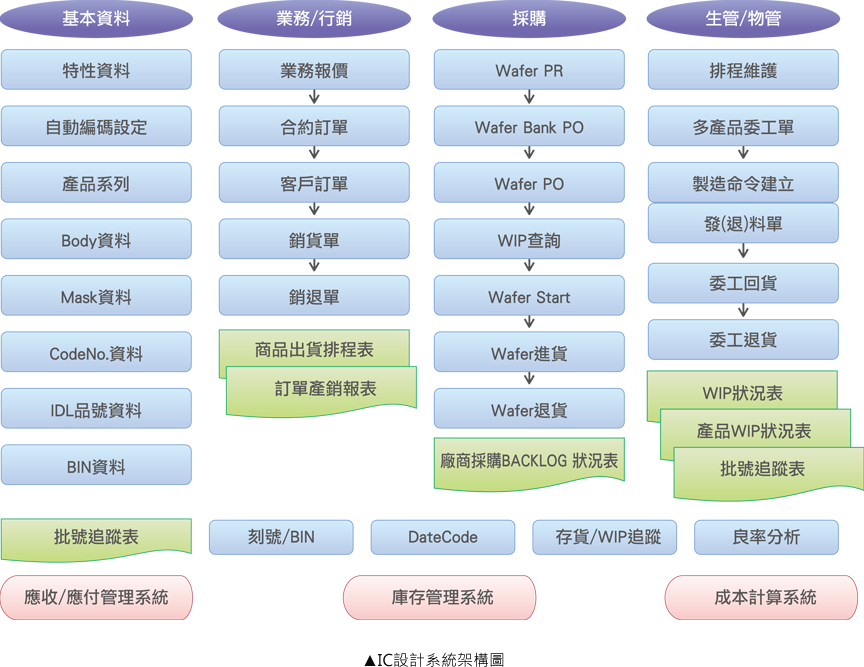 基本資料
特性資料
自動編碼設定
產品系列
Body資料
Mask資料
CodeNo.資料
IDL品號資料
BIN資料
批號追蹤表
業務/行銷
業務報價
合約訂單
客戶訂單
銷貨單
銷退單
商品出貨排程表
訂單產銷報表
採購
Wafer PR
Wafer Bank PO
Wafer PO
WIP查詢
Wafer Start
Wafer進貨
Wafer退貨
廠商採購BACKLOG 狀況表
生管/物管
排程維護
多產品委工單
製造命令建立
發(退)料單
委工回貨
委工退貨
WIP狀況表
產品WIP狀況表
批號追蹤表
刻號/BIN
DateCode
存貨/WIP追蹤
良率分析
應收/應付管理系統
庫存管理系統
成本計算系統
▲IC設計系統架構圖